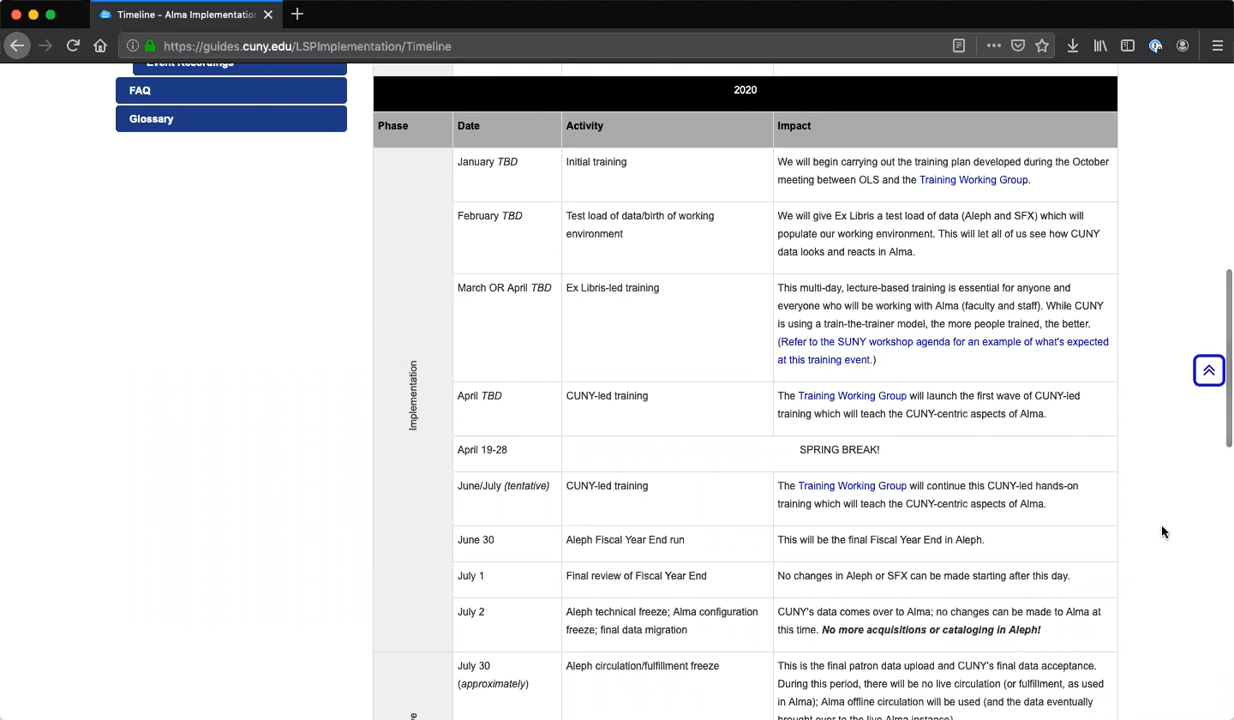 Timeline - Alma Implementatio
https://guides.cuny.edu/LSPImplementation/Timeline
Event Recordings
FAQ
Glossary
2020
Phase Date Activity Impact
Implementation
January TBD Initial training We will begin carrying out the training plan developed during the October
meeting between OLS and the Training Working Group.
February TBD Test load of data/birth of working We will give Ex Libris a test load of data (Aleph and SFX) which will
environment populate our working environment. This will let all of us see how CUNY
data looks and reacts in Alma.
March OR April TBD Ex Libris-led training This multi-day, lecture-based training is essential for anyone and
everyone who will be working with Alma (faculty and staff). While CUNY
is using a train-the-trainer model, the more people trained, the better.
(Refer to the SUNY workshop agenda for an example of what's expected
at this training event.)
April TBD CUNY-led training The Training Working Group will launch the first wave of CUNY-led
training which will teach the CUNY-centric aspects of Alma.
April 19-28 SPRING BREAK!
June/July (tentative) CUNY-led training The Training Working Group will continue this CUNY-led hands-on
training which will teach the CUNY-centric aspects of Alma.
June 30 Aleph Fiscal Year End run This will be the final Fiscal Year End in Aleph.
July 1 Final review of Fiscal Year End No changes in Aleph or SFX can be made starting after this day.
July 2 Aleph technical freeze; Alma configuration CUNY's data comes over to Alma; no changes can be made to Alma at
freeze; final data migration this time. No more acquisitions or cataloging in Aleph!
July 30 Aleph circulation/fulfillment freeze This is the final patron data upload and CUNY's final data acceptance.
(approximately) During this period, there will be no live circulation (or fulfillment, as used
in Alma); Alma offline circulation will be used (and the data eventually
brought over to the live Alma instance).